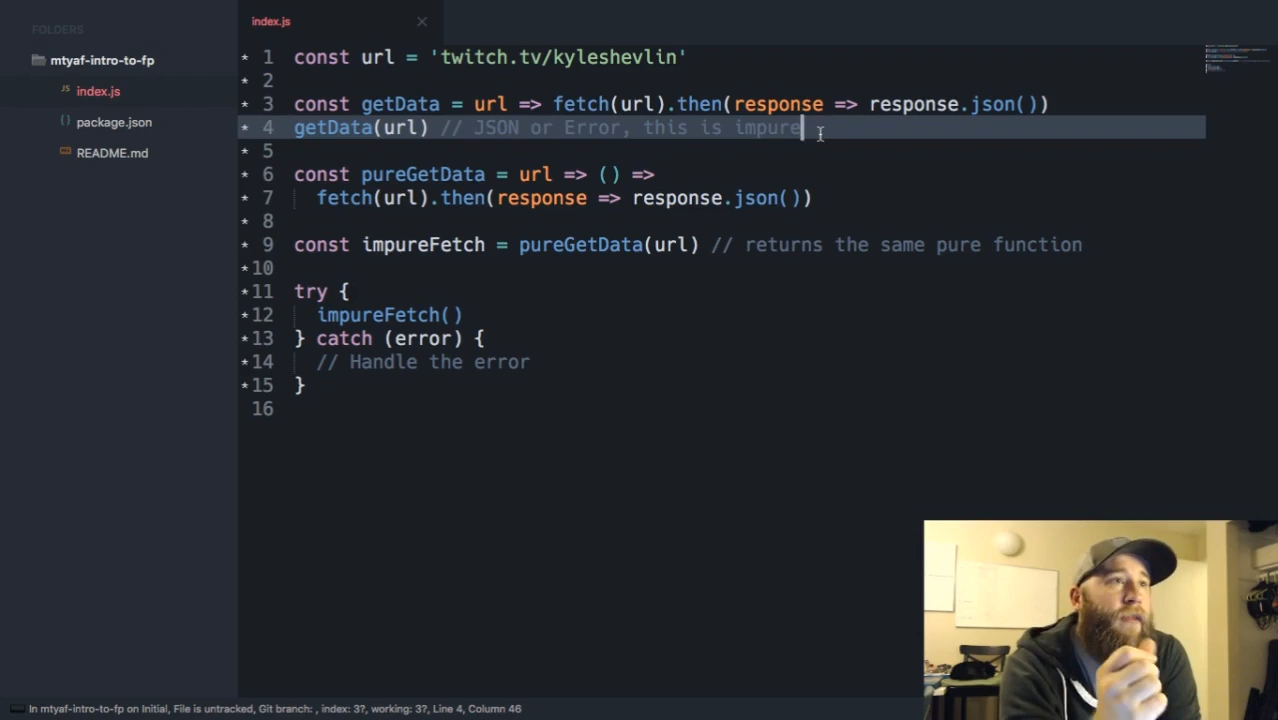 FOLDERS
mtyaf-intro-to-fp
index.js
package.json
README.md
index.js
1 const url = 'twitch.tv/kyleshevlin'
2
3 const getData = url => fetch(url).then(response => response.json())
4 getData(url) // JSON or Error, this is impure
5
6 const pureGetData = url => () =>
7 fetch(url).then(response => response.json())
8
9 const impureFetch = pureGetData(url) // returns the same pure function
10
11 try {
12 impureFetch()
13 } catch (error) {
14 // Handle the error
15 }
16
In mtyaf-intro-to-fp on Initial, File is untracked, Git branch: , index: 3?, working: 3?, Line 4, Column 46